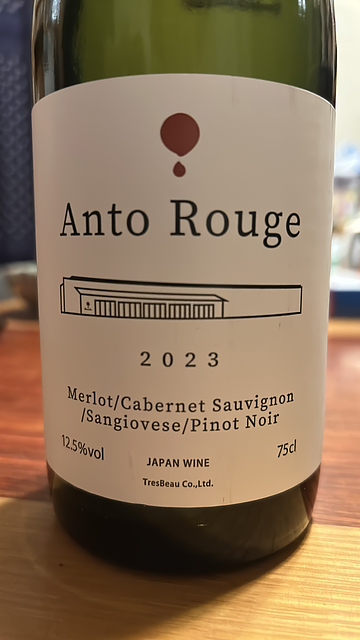 Anto Rouge
2023
Merlot/Cabernet Sauvignon
/Sangiovese/Pinot Noir
12.5%vol
75cl
JAPAN WINE
TresBeau Co.,Ltd.